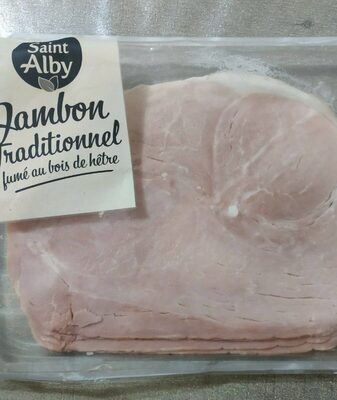 Saint
Alby
Jambon
Traditionnel
fumé au bois de hêtre